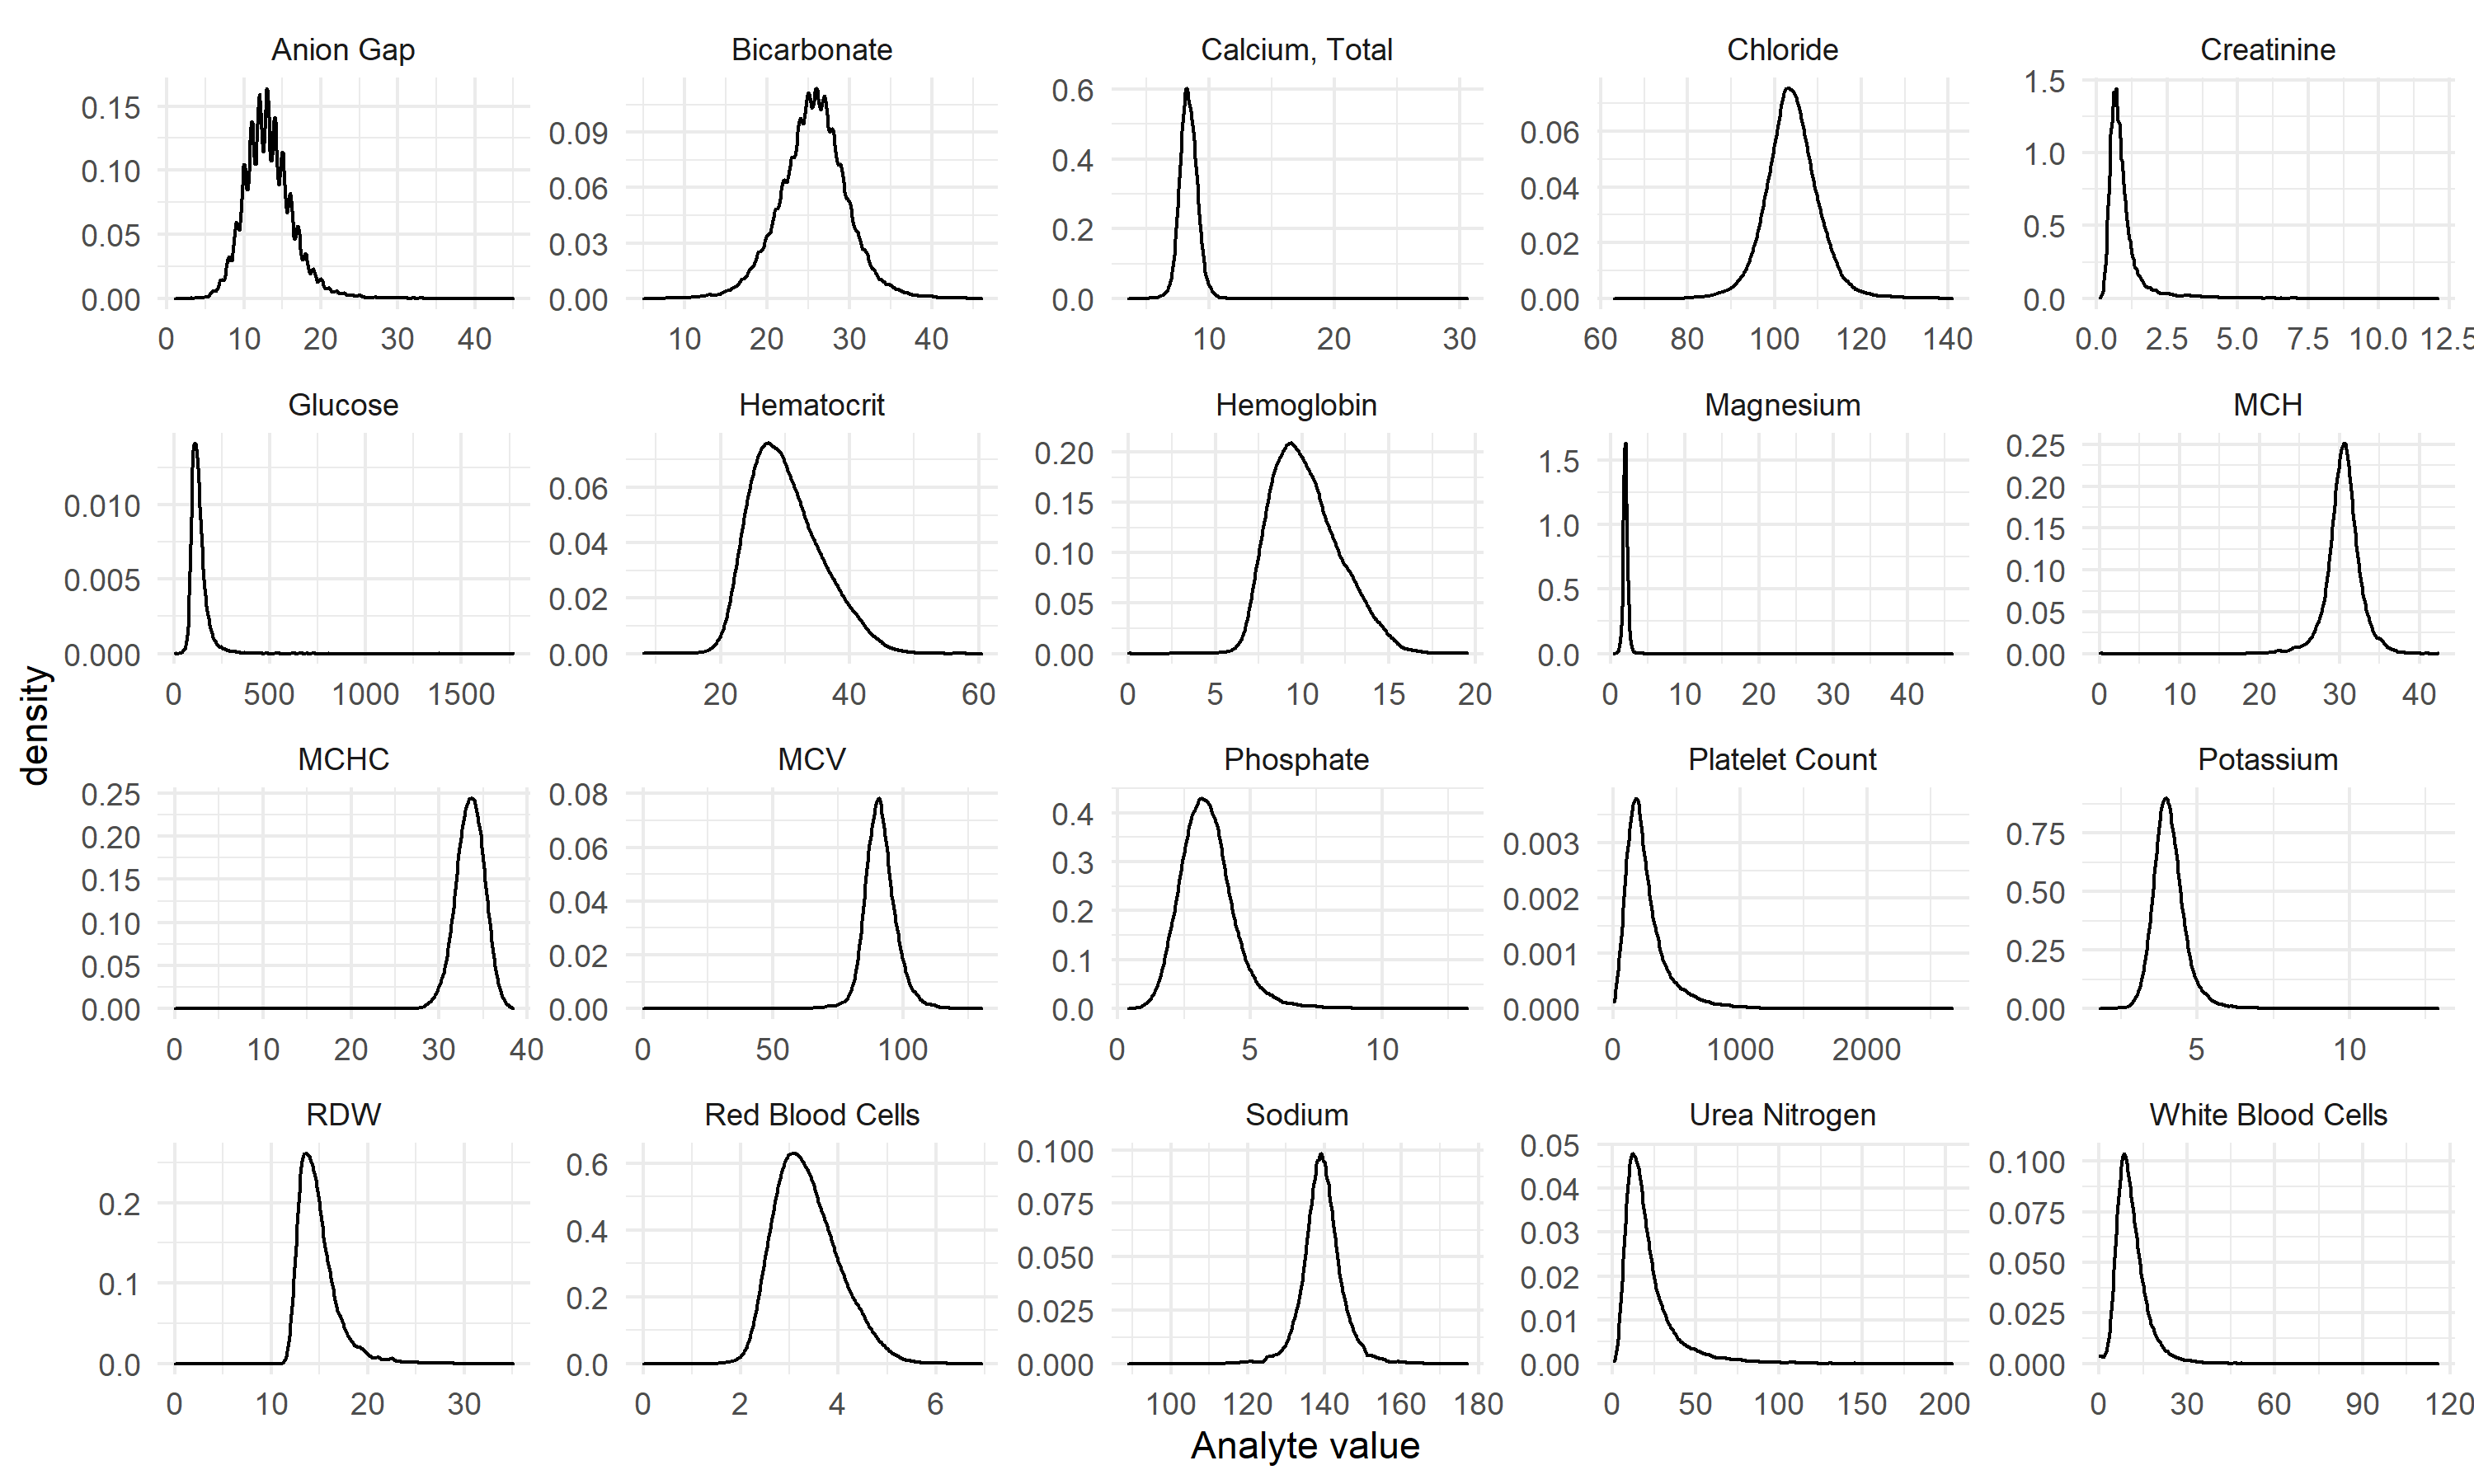 Anion Gap Bicarbonate Calcium, Total Chloride Creatinine
0.15 0.10 0.05 0.00
0 10 20 30 40
0.09 0.06 0.03 0.00
10 20 30 40
0.6 0.4 0.2 0.0
10 20 30
0.06 0.04 0.02 0.00
60 80 100 120 140
1.5 1.0 0.5 0.0
0.0 2.5 5.0 7.5 10.0 12.5
Glucose Hematocrit Hemoglobin Magnesium MCH
0.010 0.005 0.000
0 500 1000 1500
0.06 0.04 0.02 0.00
20 40 60
0.20 0.15 0.10 0.05 0.00
0 5 10 15 20
1.5 1.0 0.5 0.0
0 10 20 30 40
0.25 0.20 0.15 0.10 0.05 0.00
0 10 20 30 40
density
MCHC MCV Phosphate Platelet Count Potassium
0.25 0.20 0.15 0.10 0.05 0.00
0 10 20 30 40
0.08 0.06 0.04 0.02 0.00
0 50 100
0.4 0.3 0.2 0.1 0.0
0 5 10
0.003 0.002 0.001 0.000
0 1000 2000
0.75 0.50 0.25 0.00
5 10
RDW Red Blood Cells Sodium Urea Nitrogen White Blood Cells
0.2 0.1 0.0
0 10 20 30
0.6 0.4 0.2 0.0
0 2 4 6
0.100 0.075 0.050 0.025 0.000
100 120 140 160 180
0.05 0.04 0.03 0.02 0.01 0.00
0 50 100 150 200
0.100 0.075 0.050 0.025 0.000
0 30 60 90 120
Analyte value